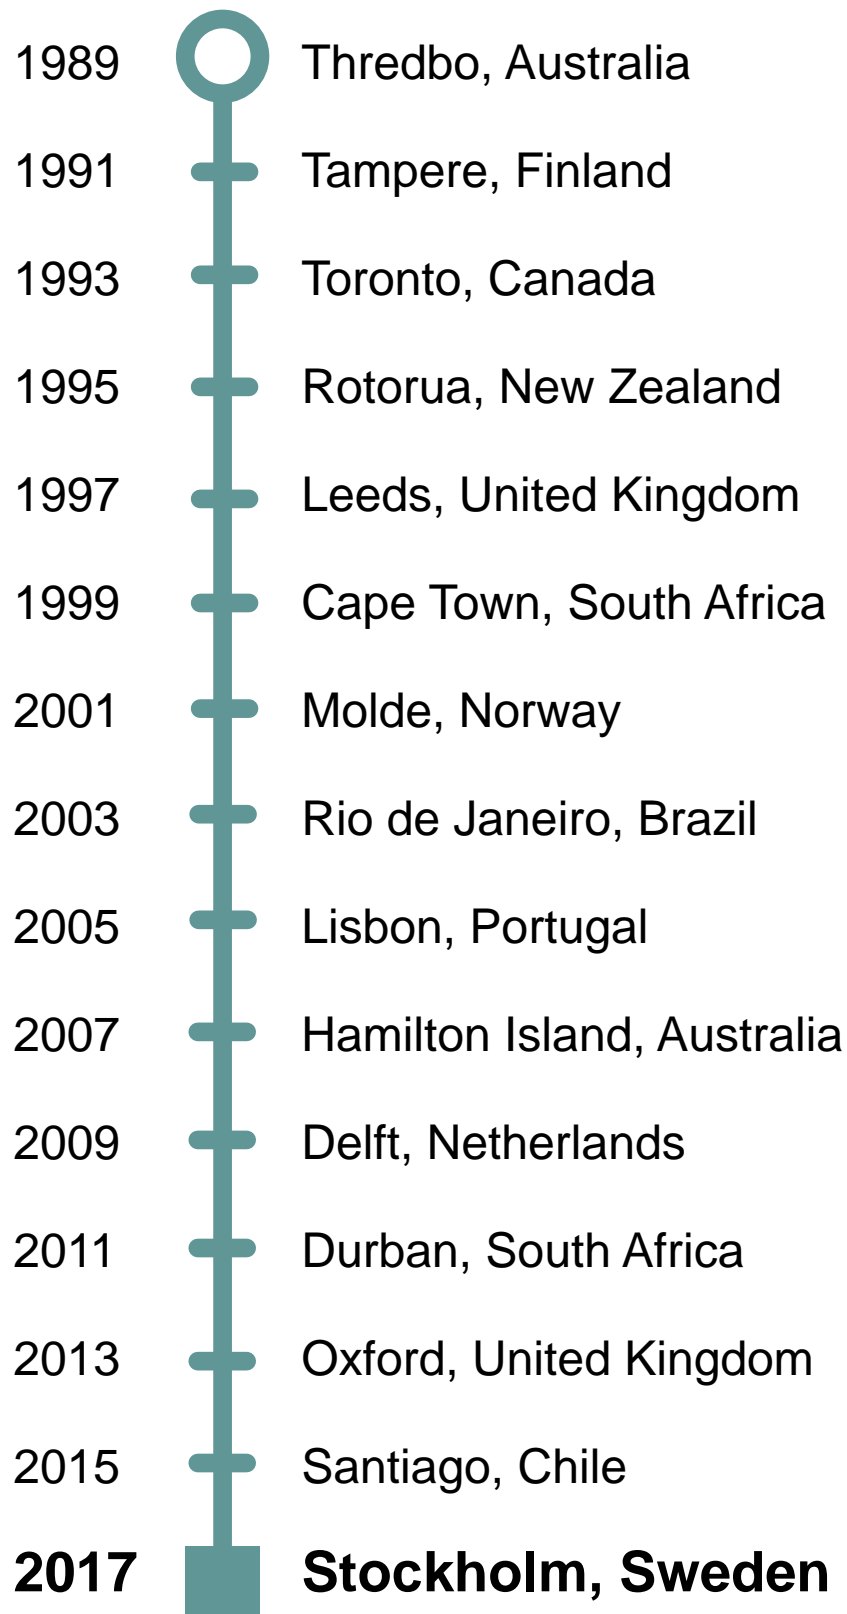 1989 Thredbo, Australia
1991 Tampere, Finland
1993 Toronto, Canada
1995 Rotorua, New Zealand
1997 Leeds, United Kingdom
1999 Cape Town, South Africa
2001 Molde, Norway
2003 Rio de Janeiro, Brazil
2005 Lisbon, Portugal
2007 Hamilton Island, Australia
2009 Delft, Netherlands
2011 Durban, South Africa
2013 Oxford, United Kingdom
2015 Santiago, Chile
2017 Stockholm, Sweden